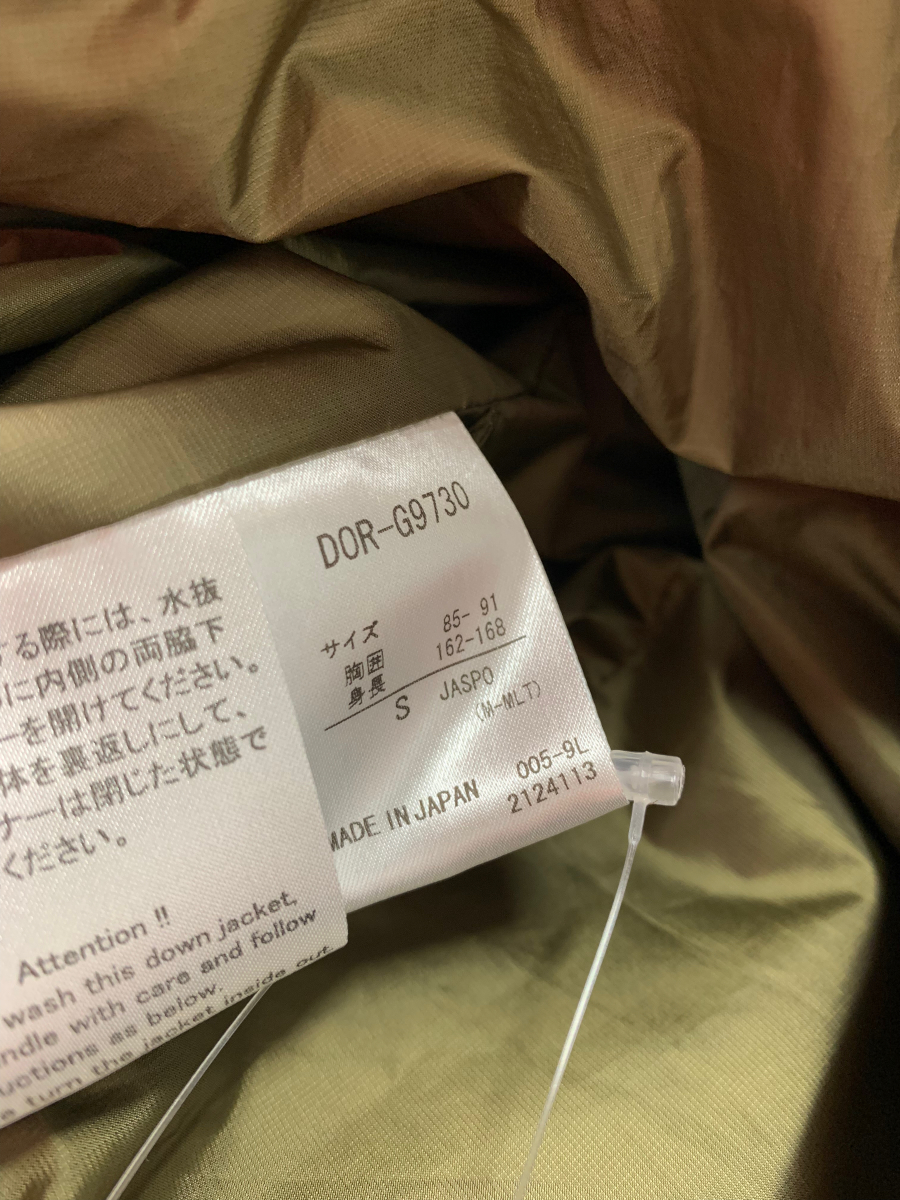 DOR-G9730
サイズ
胸囲 85- 91
身長 162-168
S JASPO
(M-MLT)
MADE IN JAPAN 005-9L
2124113
する際には、水抜
に内側の両脇下
ーを開けてください。
体を裏返しにして、
ナーは閉じた状態で
ください。
Attention !!
wash this down jacket,
ndle with care and follow
uctions as below.
e turn the jacket inside out